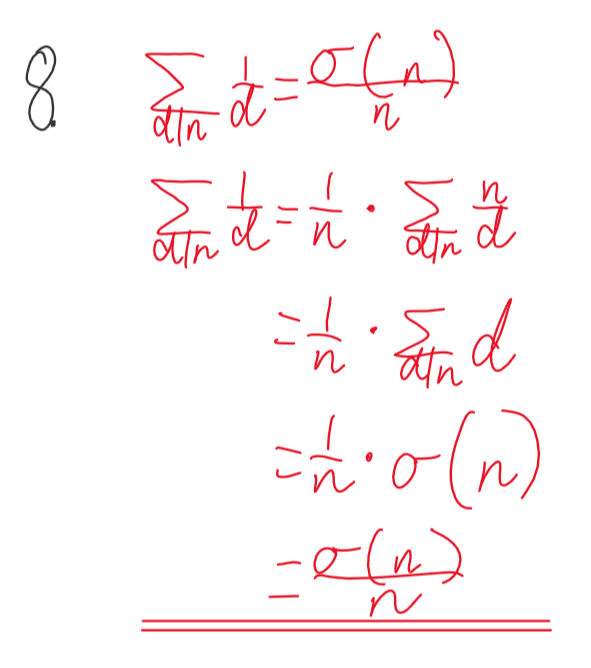 8. ∑_{d|n} 1/d = σ(n)/n
∑_{d|n} 1/d = 1/n · ∑_{d|n} n/d
= 1/n · ∑_{d|n} d
= 1/n · σ(n)
= σ(n)/n